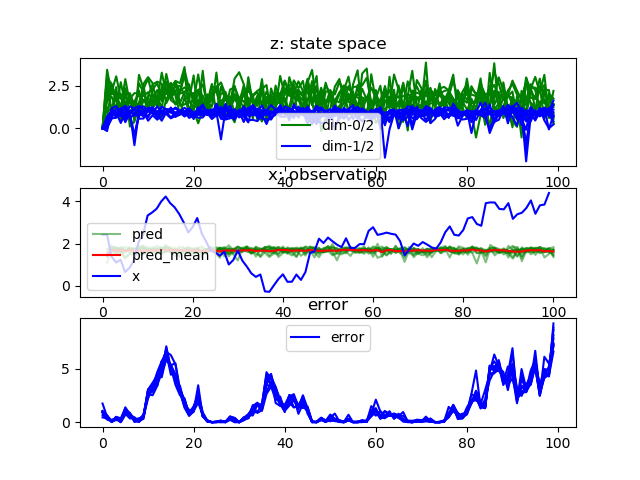 z: state space
2.5
0.0
dim-0/2
dim-1/2
0 20 40 60 80 100
x: observation
4
2
0
pred
pred_mean
x
0 20 40 60 80 100
error
5
0
error
0 20 40 60 80 100